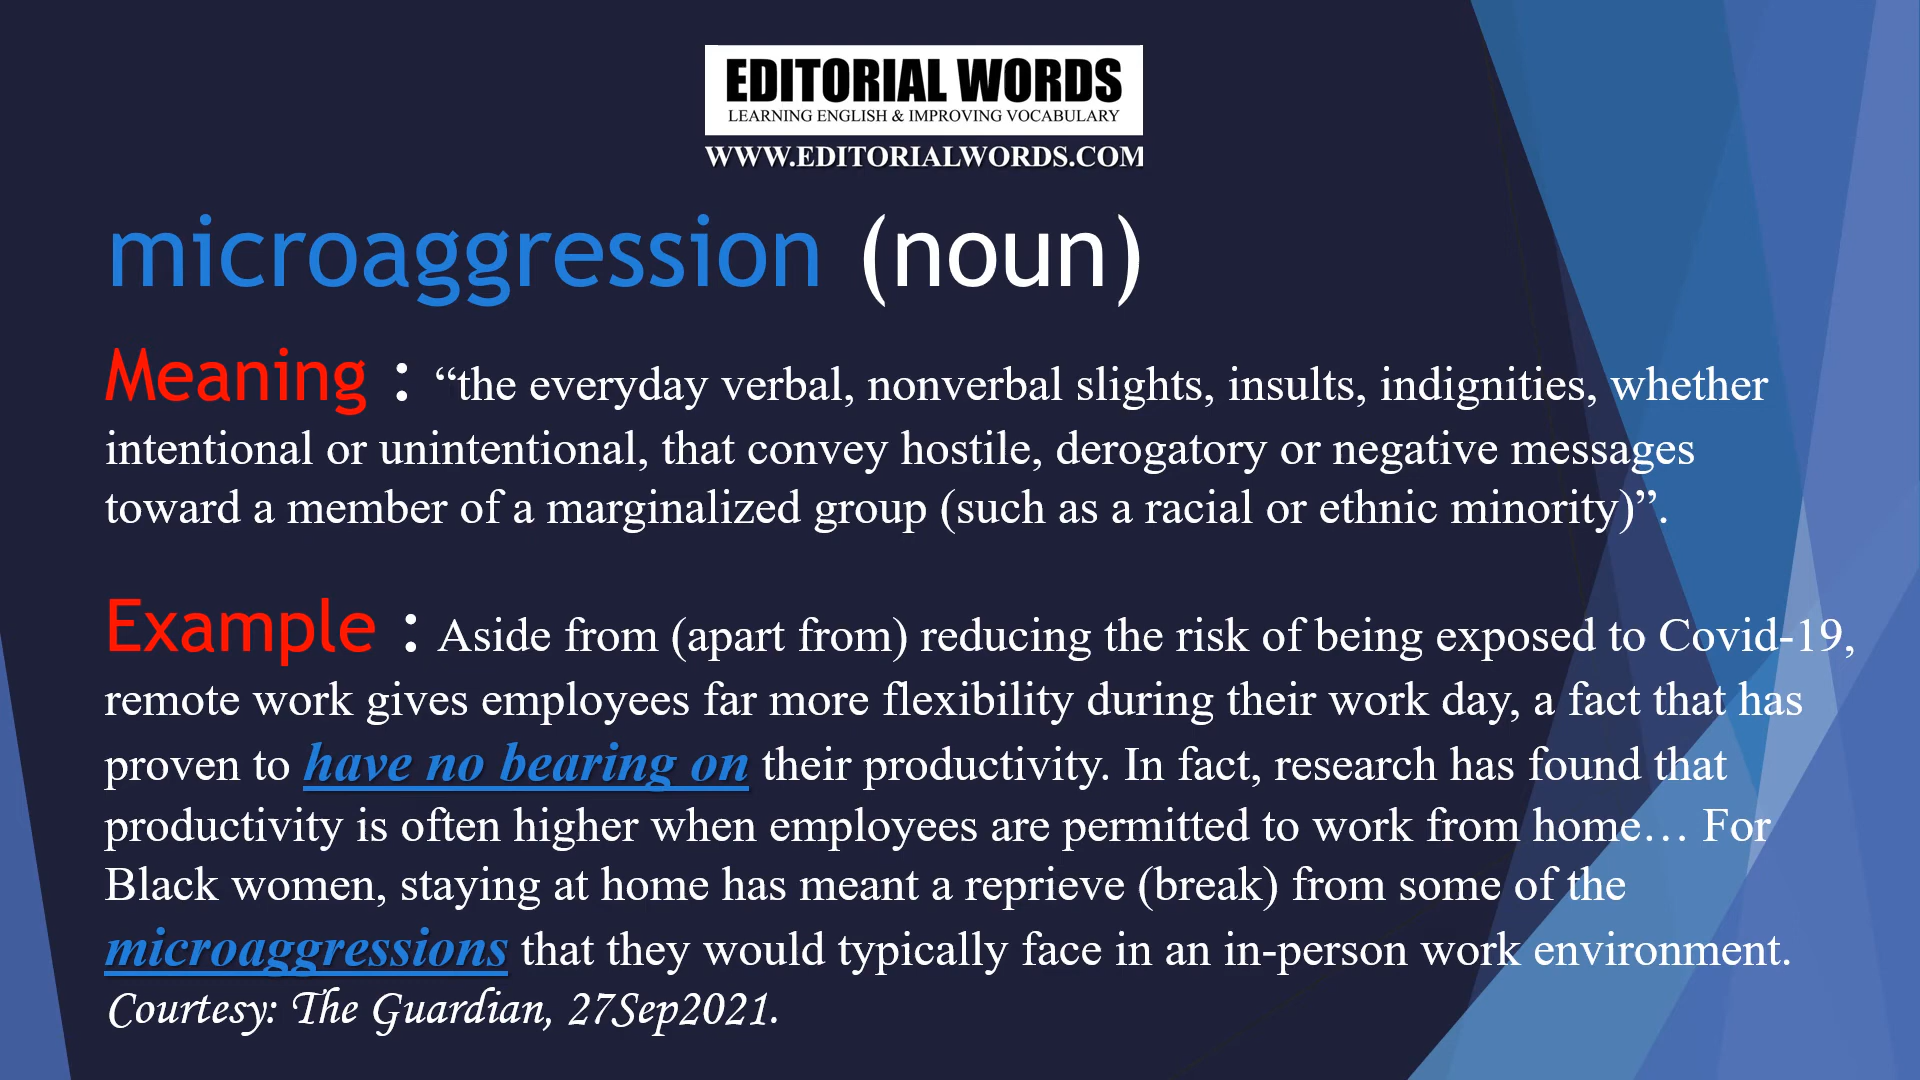 EDITORIAL WORDS
LEARNING ENGLISH & IMPROVING VOCABULARY
WWW.EDITORIALWORDS.COM
microaggression (noun)
Meaning : “the everyday verbal, nonverbal slights, insults, indignities, whether
intentional or unintentional, that convey hostile, derogatory or negative messages
toward a member of a marginalized group (such as a racial or ethnic minority)”.
Example : Aside from (apart from) reducing the risk of being exposed to Covid-19,
remote work gives employees far more flexibility during their work day, a fact that has
proven to have no bearing on their productivity. In fact, research has found that
productivity is often higher when employees are permitted to work from home… For
Black women, staying at home has meant a reprieve (break) from some of the
microaggressions that they would typically face in an in-person work environment.
Courtesy: The Guardian, 27Sep2021.